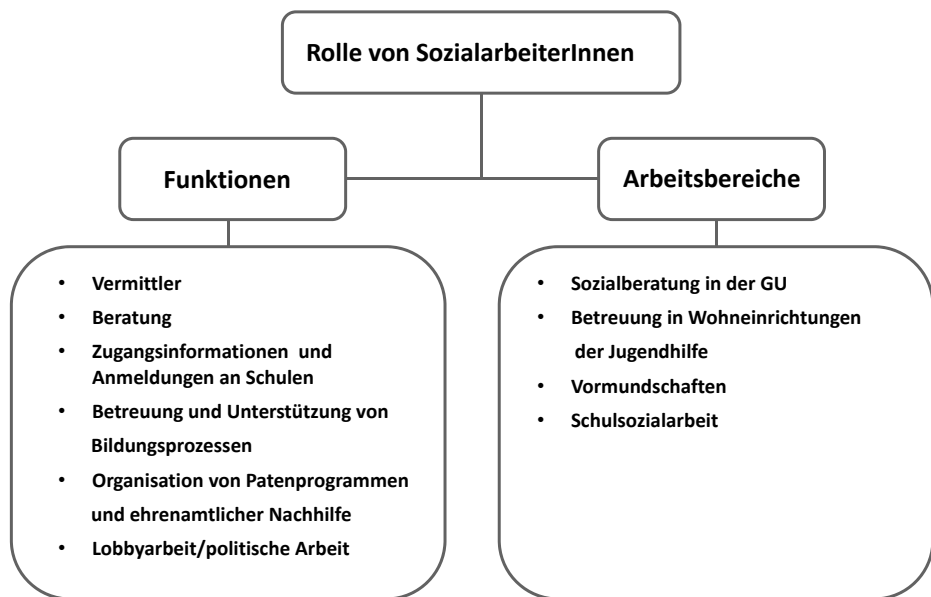 Rolle von SozialarbeiterInnen
Funktionen
Arbeitsbereiche
• Vermittler
• Beratung
• Zugangsinformationen und
Anmeldungen an Schulen
• Betreuung und Unterstützung von
Bildungsprozessen
• Organisation von Patenprogrammen
und ehrenamtlicher Nachhilfe
• Lobbyarbeit/politische Arbeit
• Sozialberatung in der GU
• Betreuung in Wohneinrichtungen
der Jugendhilfe
• Vormundschaften
• Schulsozialarbeit